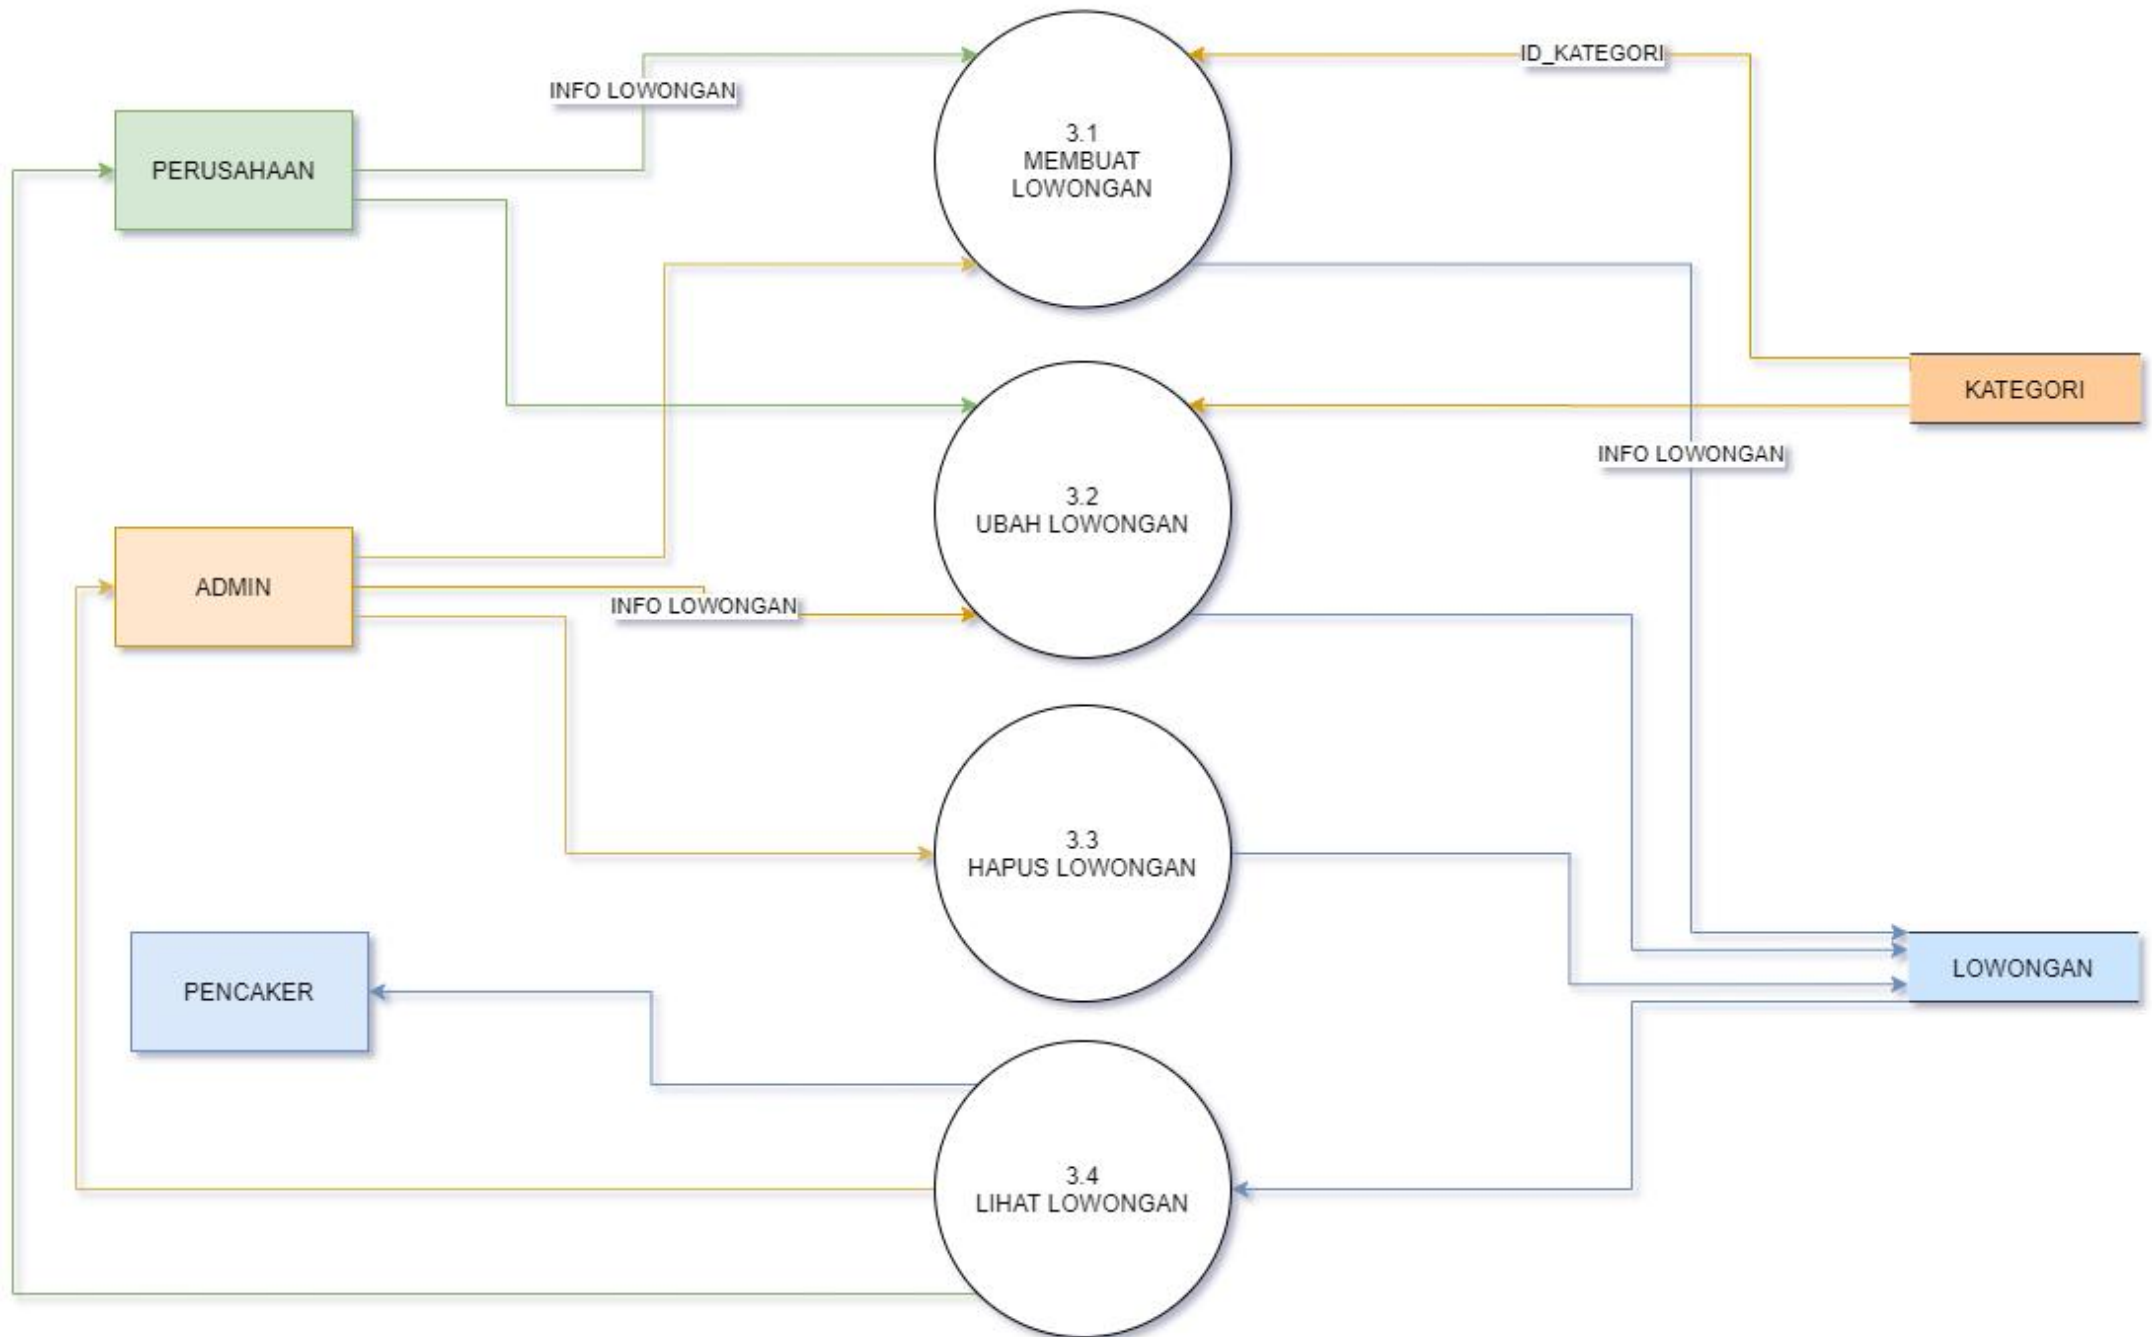 ID_KATEGORI
INFO LOWONGAN
3.1
MEMBUAT
LOWONGAN
PERUSAHAAN
KATEGORI
INFO LOWONGAN
3.2
UBAH LOWONGAN
ADMIN
INFO LOWONGAN
3.3
HAPUS LOWONGAN
LOWONGAN
PENCAKER
3.4
LIHAT LOWONGAN